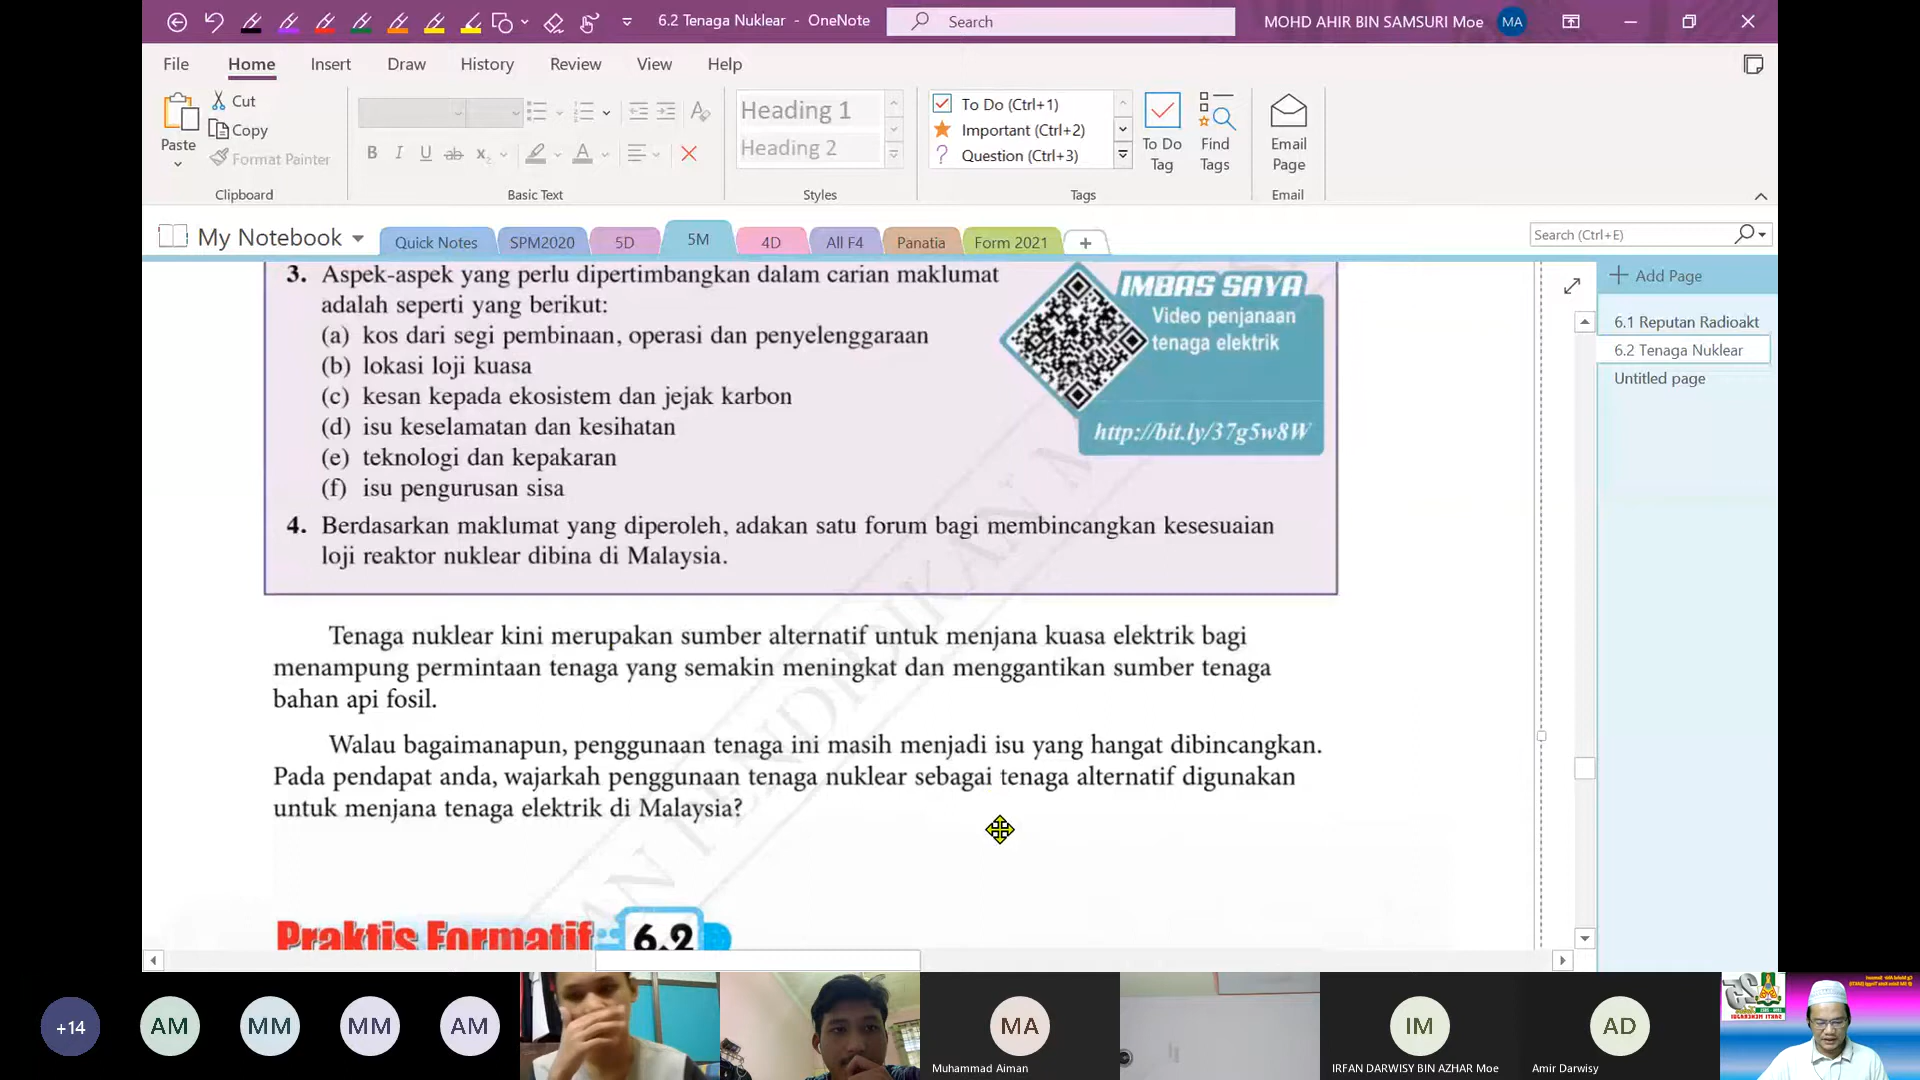 6.2 Tenaga Nuklear - OneNote
Search
MOHD AHIR BIN SAMSURI Moe
MA
File
Home
Insert
Draw
History
Review
View
Help
Paste
Cut
Copy
Format Painter
Clipboard
B I U ab x₂ A
Basic Text
Heading 1
Heading 2
Styles
To Do (Ctrl+1)
Important (Ctrl+2)
Question (Ctrl+3)
To Do Tag
Find Tags
Tags
Email Page
Email
My Notebook
Quick Notes
SPM2020
5D
5M
4D
All F4
Panatia
Form 2021
Search (Ctrl+E)
Add Page
6.1 Reputan Radioakt
6.2 Tenaga Nuklear
Untitled page
3. Aspek-aspek yang perlu dipertimbangkan dalam carian maklumat
adalah seperti yang berikut:
(a) kos dari segi pembinaan, operasi dan penyelenggaraan
(b) lokasi loji kuasa
(c) kesan kepada ekosistem dan jejak karbon
(d) isu keselamatan dan kesihatan
(e) teknologi dan kepakaran
(f) isu pengurusan sisa
IMBAS SAYA
Video penjanaan
tenaga elektrik
http://bit.ly/37g5w8W
4. Berdasarkan maklumat yang diperoleh, adakan satu forum bagi membincangkan kesesuaian
loji reaktor nuklear dibina di Malaysia.
Tenaga nuklear kini merupakan sumber alternatif untuk menjana kuasa elektrik bagi
menampung permintaan tenaga yang semakin meningkat dan menggantikan sumber tenaga
bahan api fosil.
Walau bagaimanapun, penggunaan tenaga ini masih menjadi isu yang hangat dibincangkan.
Pada pendapat anda, wajarkah penggunaan tenaga nuklear sebagai tenaga alternatif digunakan
untuk menjana tenaga elektrik di Malaysia?
PENDIDIKAN
Praktis Formatif 6.2
+14
AM
MM
MM
AM
MA
Muhammad Aiman
IM
IRFAN DARWISY BIN AZHAR Moe
AD
Amir Darwisy